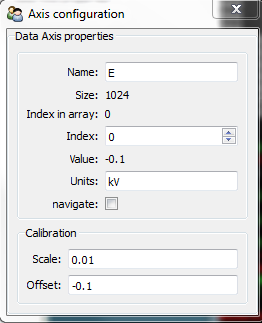 Axis configuration
Data Axis properties
Name: E
Size: 1024
Index in array: 0
Index: 0
Value: -0.1
Units: kV
navigate:
Calibration
Scale: 0.01
Offset: -0.1